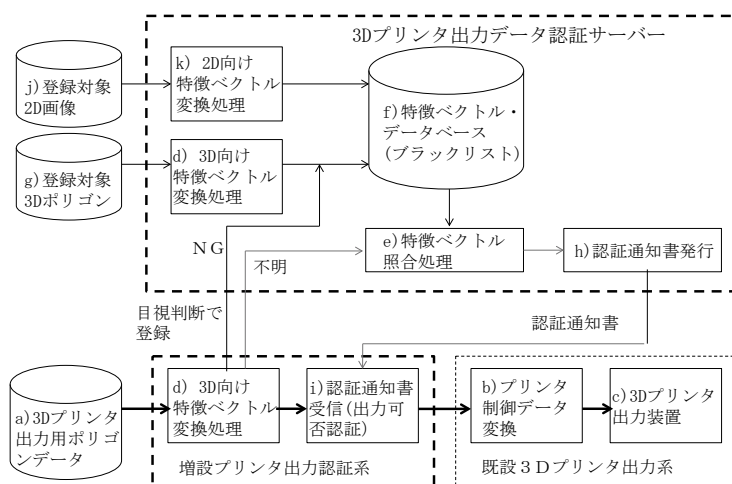 3Dプリンタ出力データ認証サーバー
j)登録対象
2D画像
k) 2D向け
特徴ベクトル
変換処理
f)特徴ベクトル・
データベース
(ブラックリスト)
g)登録対象
3Dポリゴン
d) 3D向け
特徴ベクトル
変換処理
NG
不明
e)特徴ベクトル
照合処理
h)認証通知書発行
目視判断で
登録
認証通知書
a)3Dプリンタ
出力用ポリゴ
ンデータ
d) 3D向け
特徴ベクトル
変換処理
i)認証通知書
受信(出力可
否認証)
b)プリンタ
制御データ
変換
c)3Dプリンタ
出力装置
増設プリンタ出力認証系
既設３Ｄプリンタ出力系